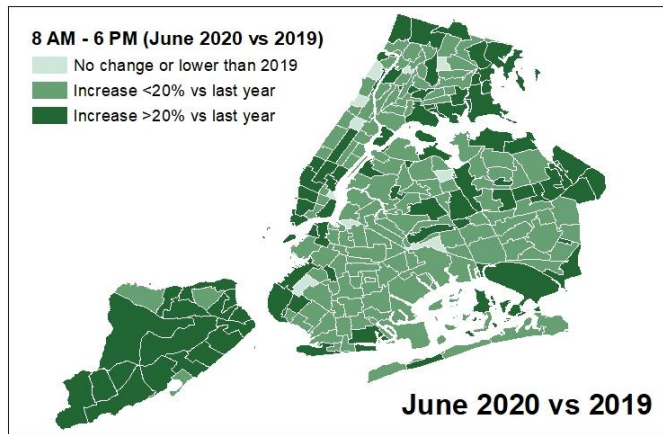 8 AM - 6 PM (June 2020 vs 2019)
No change or lower than 2019
Increase <20% vs last year
Increase >20% vs last year
June 2020 vs 2019